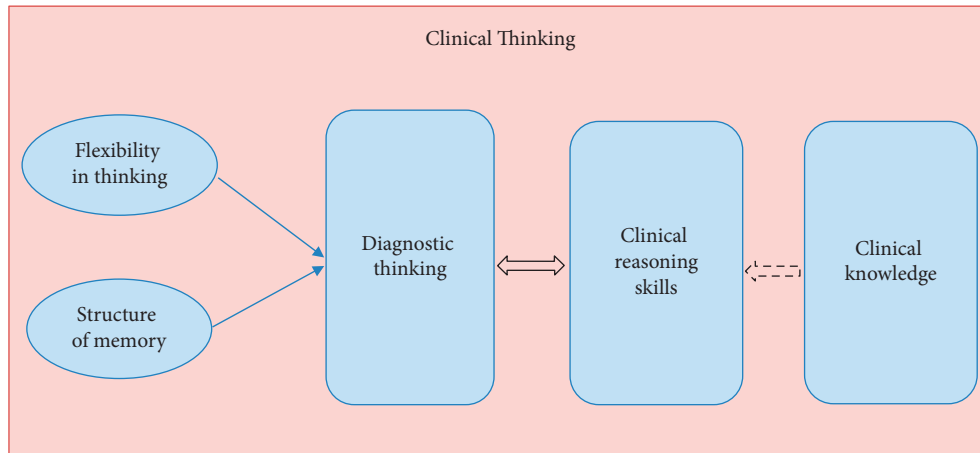 Clinical Thinking
Flexibility
in thinking
Structure
of memory
Diagnostic
thinking
Clinical
reasoning
skills
Clinical
knowledge